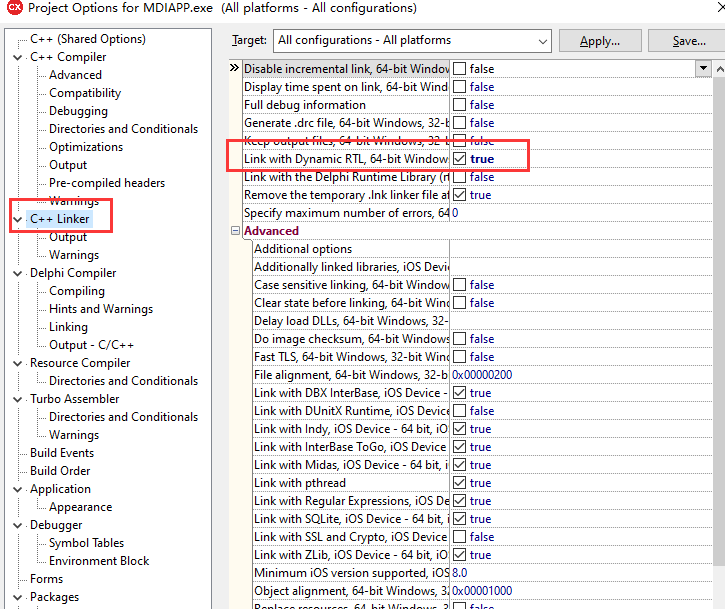 CX Project Options for MDIAPP.exe (All platforms - All configurations)
C++ (Shared Options)
C++ Compiler
Advanced
Compatibility
Debugging
Directories and Conditionals
Optimizations
Output
Pre-compiled headers
Warnings
C++ Linker
Output
Warnings
Delphi Compiler
Compiling
Hints and Warnings
Linking
Output - C/C++
Resource Compiler
Directories and Conditionals
Turbo Assembler
Directories and Conditionals
Warnings
Build Events
Build Order
Application
Appearance
Debugger
Symbol Tables
Environment Block
Forms
Packages
Target: All configurations - All platforms Apply... Save...
Disable incremental link, 64-bit Window false
Display time spent on link, 64-bit Wind false
Full debug information false
Generate .drc file, 64-bit Windows, 32-b false
Keep output files, 64-bit Windows, 32-b false
Link with Dynamic RTL, 64-bit Window true
Link with the Delphi Runtime Library (rt false
Remove the temporary .lnk linker file af true
Specify maximum number of errors, 64 0
Advanced
Additional options
Additionally linked libraries, iOS Devi
Case sensitive linking, 64-bit Window false
Clear state before linking, 64-bit Wind false
Delay load DLLs, 64-bit Windows, 32-
Do image checksum, 64-bit Windows, false
Fast TLS, 64-bit Windows, 32-bit Wind false
File alignment, 64-bit Windows, 32-b 0x00000200
Link with DBX InterBase, iOS Device - true
Link with DUnitX Runtime, iOS Device false
Link with Indy, iOS Device - 64 bit, iO true
Link with InterBase ToGo, iOS Device true
Link with Midas, iOS Device - 64 bit, i true
Link with pthread true
Link with Regular Expressions, iOS De true
Link with SQLite, iOS Device - 64 bit, i true
Link with SSL and Crypto, iOS Device false
Link with ZLib, iOS Device - 64 bit, iO true
Minimum iOS version supported, iOS 8.0
Object alignment, 64-bit Windows, 32 0x00001000
Replace resources, 64-bit Windows, 3 false